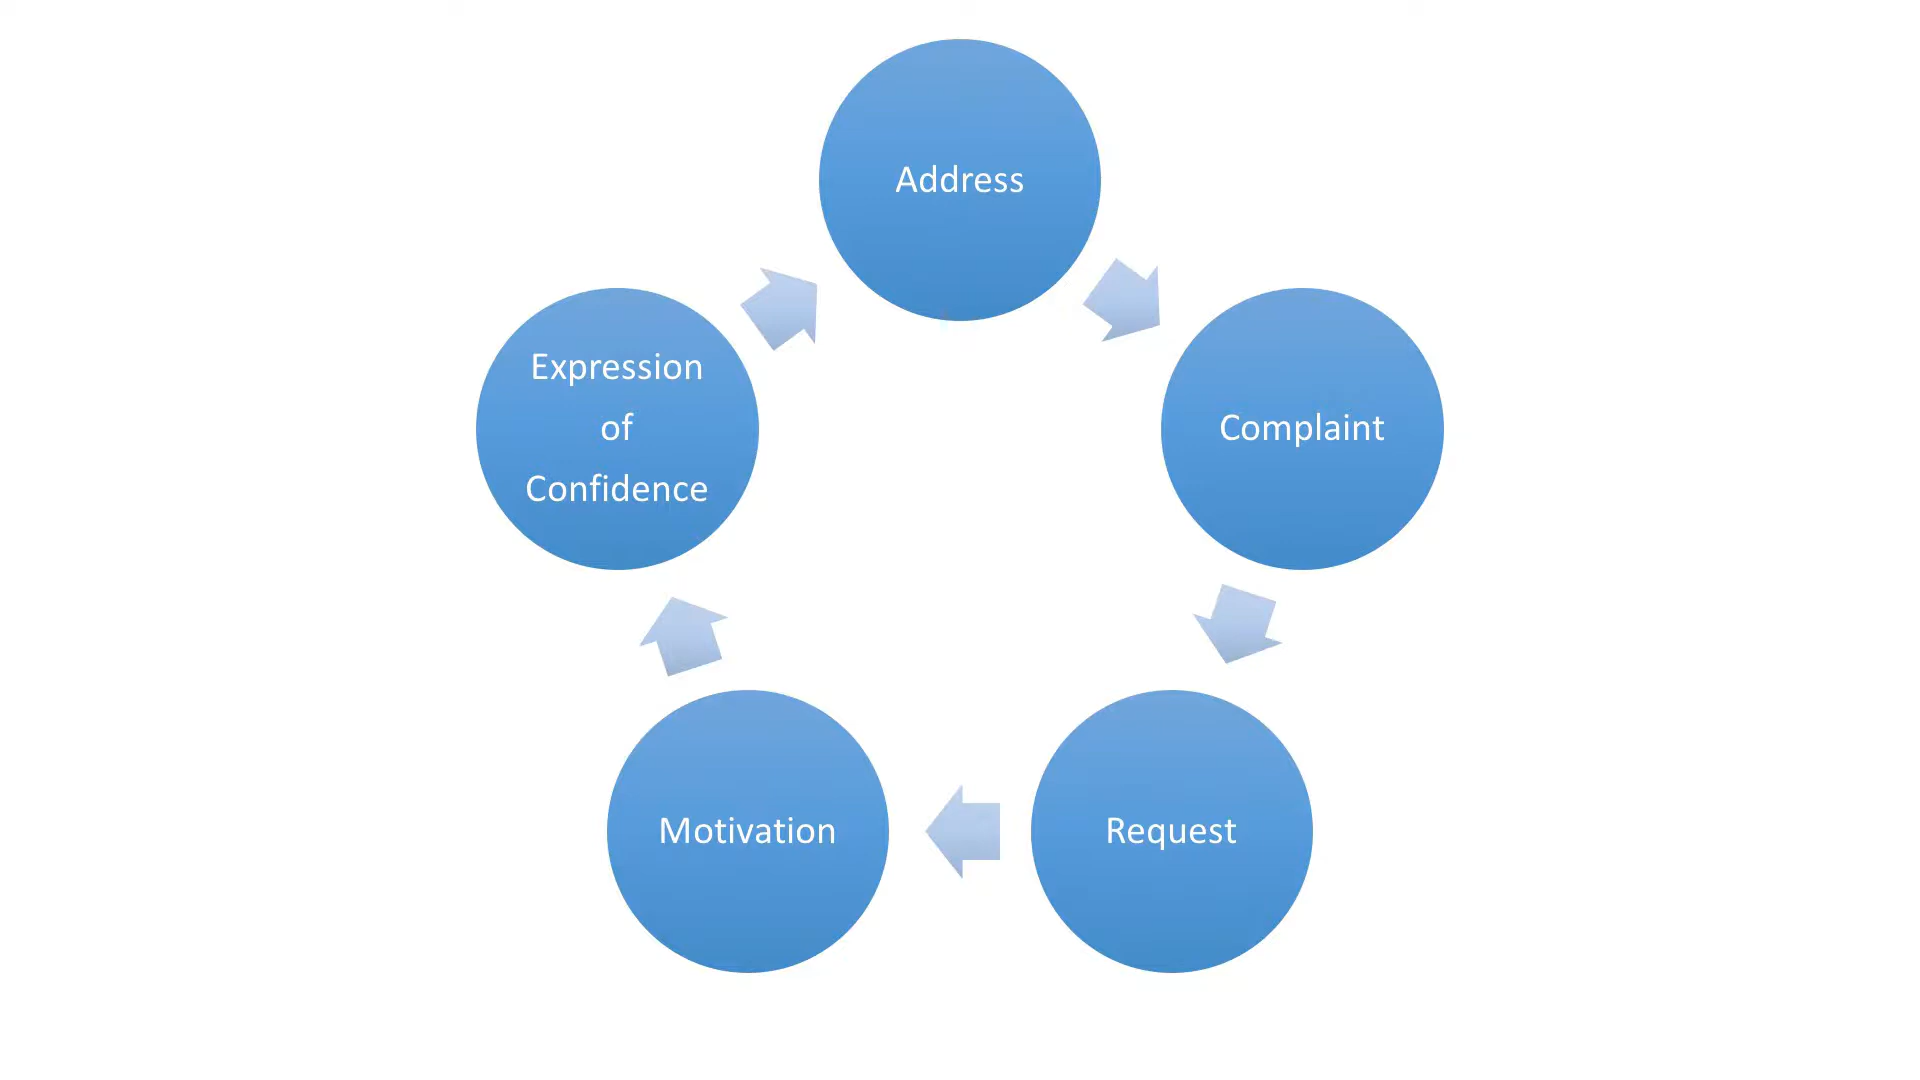 Address
Complaint
Request
Motivation
Expression
of
Confidence